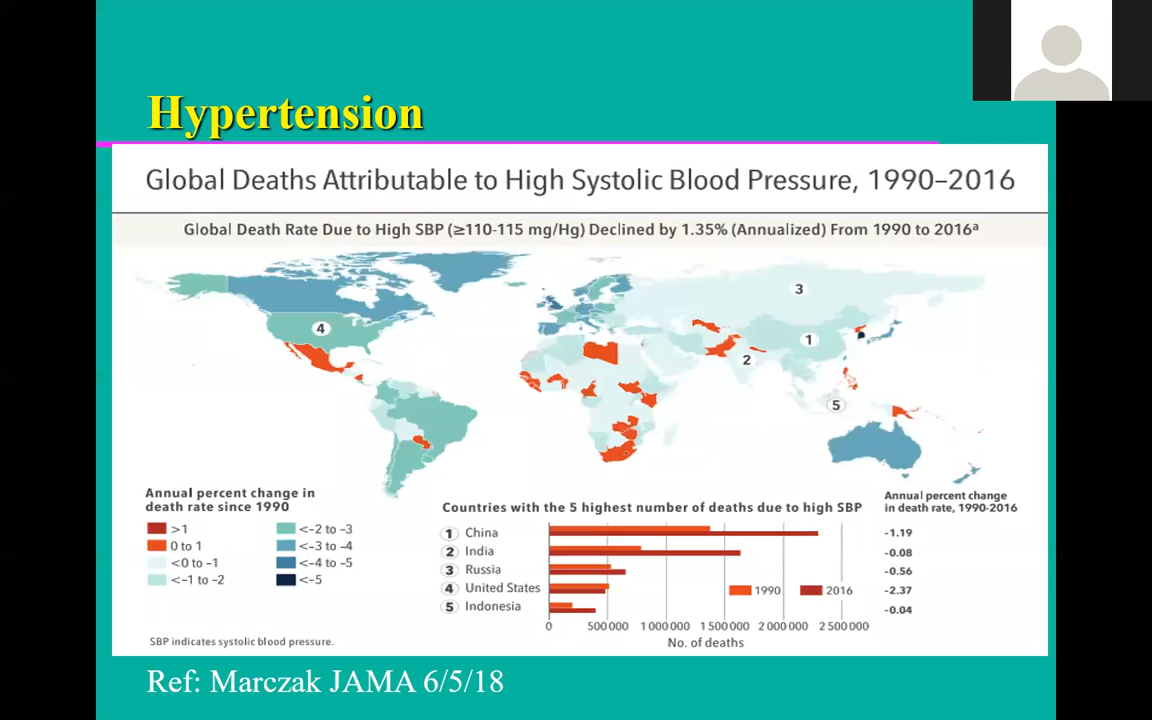 Hypertension
Global Deaths Attributable to High Systolic Blood Pressure, 1990–2016
Global Death Rate Due to High SBP (≥110-115 mg/Hg) Declined by 1.35% (Annualized) From 1990 to 2016ª
3
4
1
2
5
Annual percent change in
death rate since 1990
>1
0 to 1
<0 to –1
<–1 to –2
<–2 to –3
<–3 to –4
<–4 to –5
<–5
SBP indicates systolic blood pressure.
Countries with the 5 highest number of deaths due to high SBP
1 China
2 India
3 Russia
4 United States
5 Indonesia
1990 2016
0 500 000 1 000 000 1 500 000 2 000 000 2 500 000
No. of deaths
Annual percent change
in death rate, 1990-2016
–1.19
–0.08
–0.56
–2.37
–0.04
Ref: Marczak JAMA 6/5/18